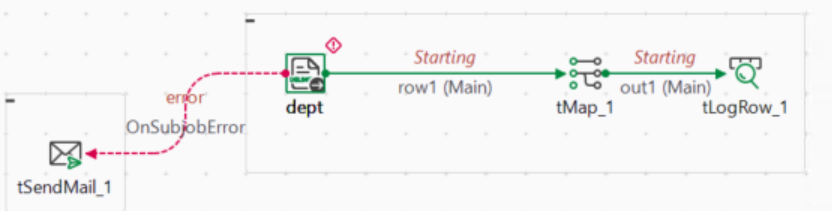 Starting
Starting
row1 (Main)
out1 (Main)
dept
tMap_1
tLogRow_1
error
OnSubjobError
tSendMail_1